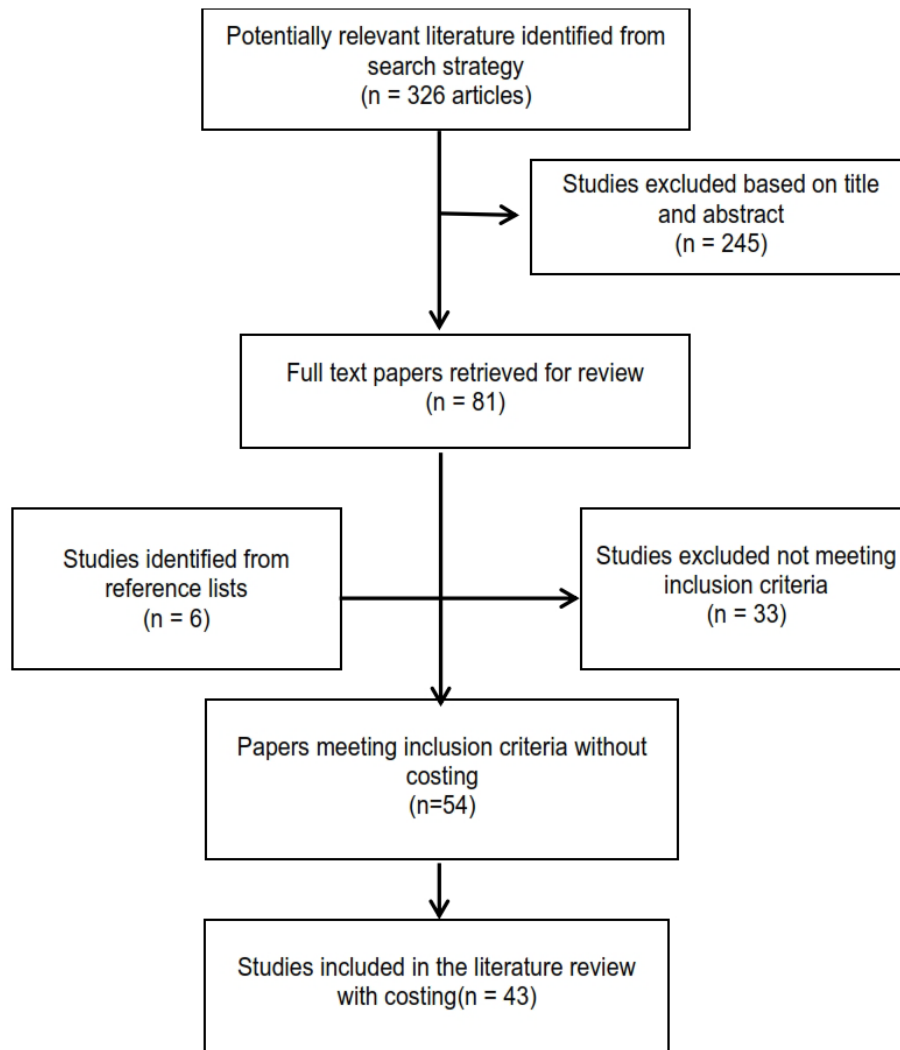 Potentially relevant literature identified from
search strategy
(n = 326 articles)
Studies excluded based on title
and abstract
(n = 245)
Full text papers retrieved for review
(n = 81)
Studies identified from
reference lists
(n = 6)
Studies excluded not meeting
inclusion criteria
(n = 33)
Papers meeting inclusion criteria without
costing
(n=54)
Studies included in the literature review
with costing(n = 43)